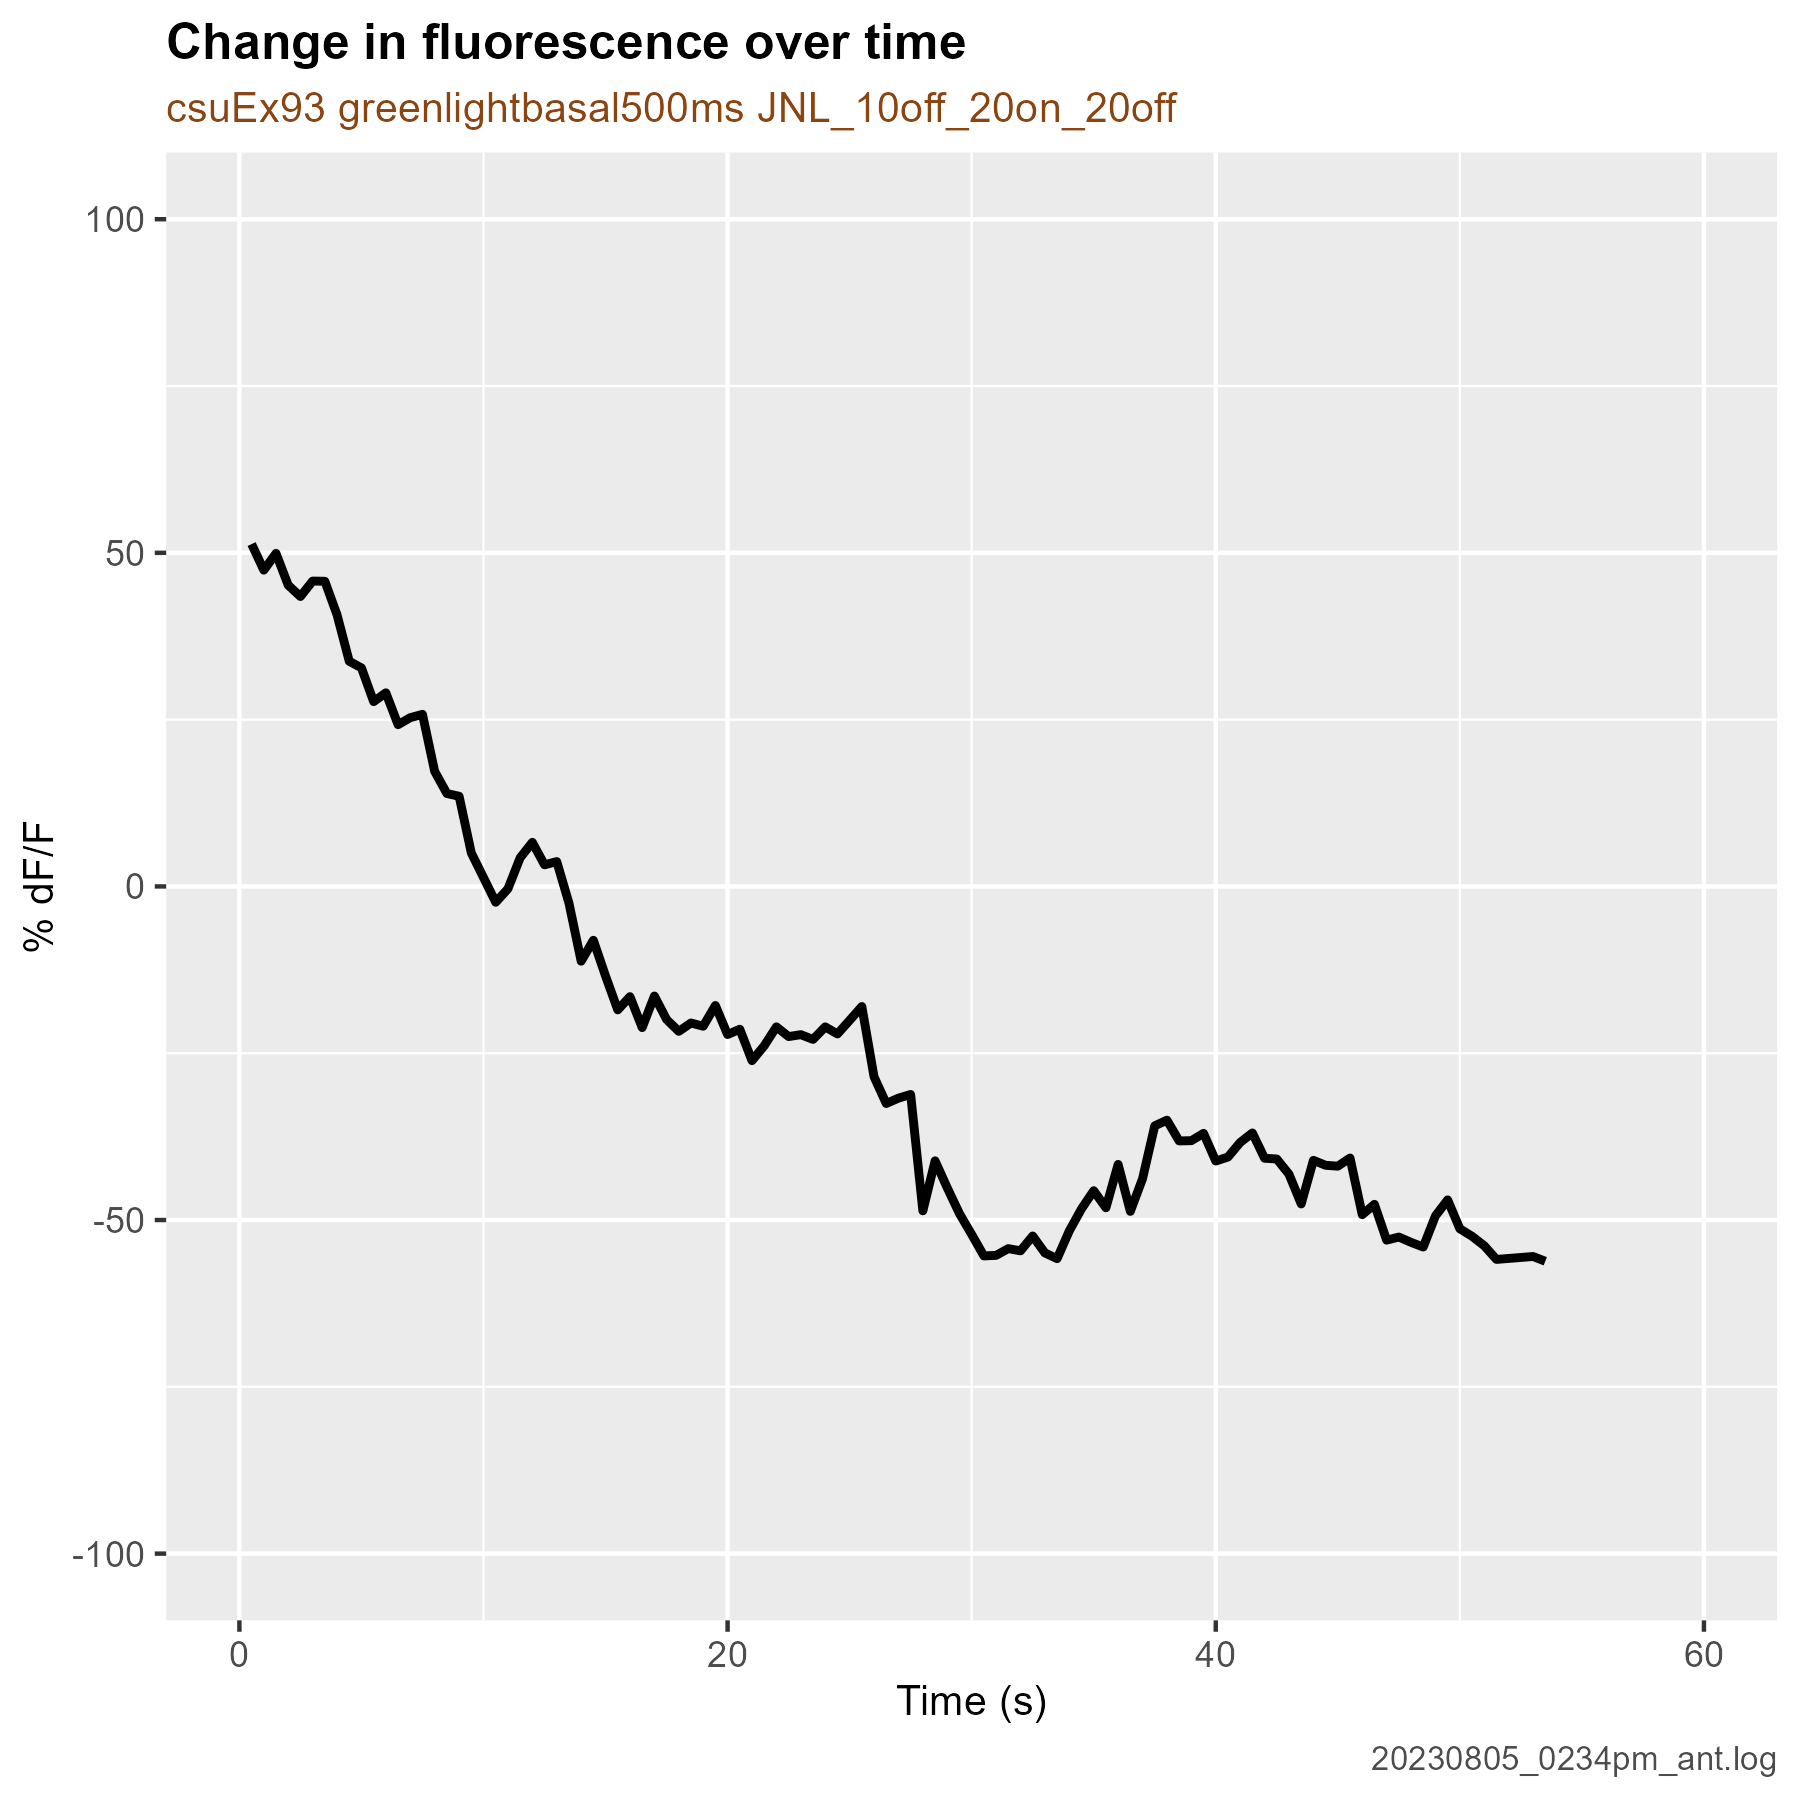 Change in fluorescence over time
csuEx93 greenlightbasal500ms JNL_10off_20on_20off
100
50
0
-50
-100
% dF/F
0 20 40 60
Time (s)
20230805_0234pm_ant.log